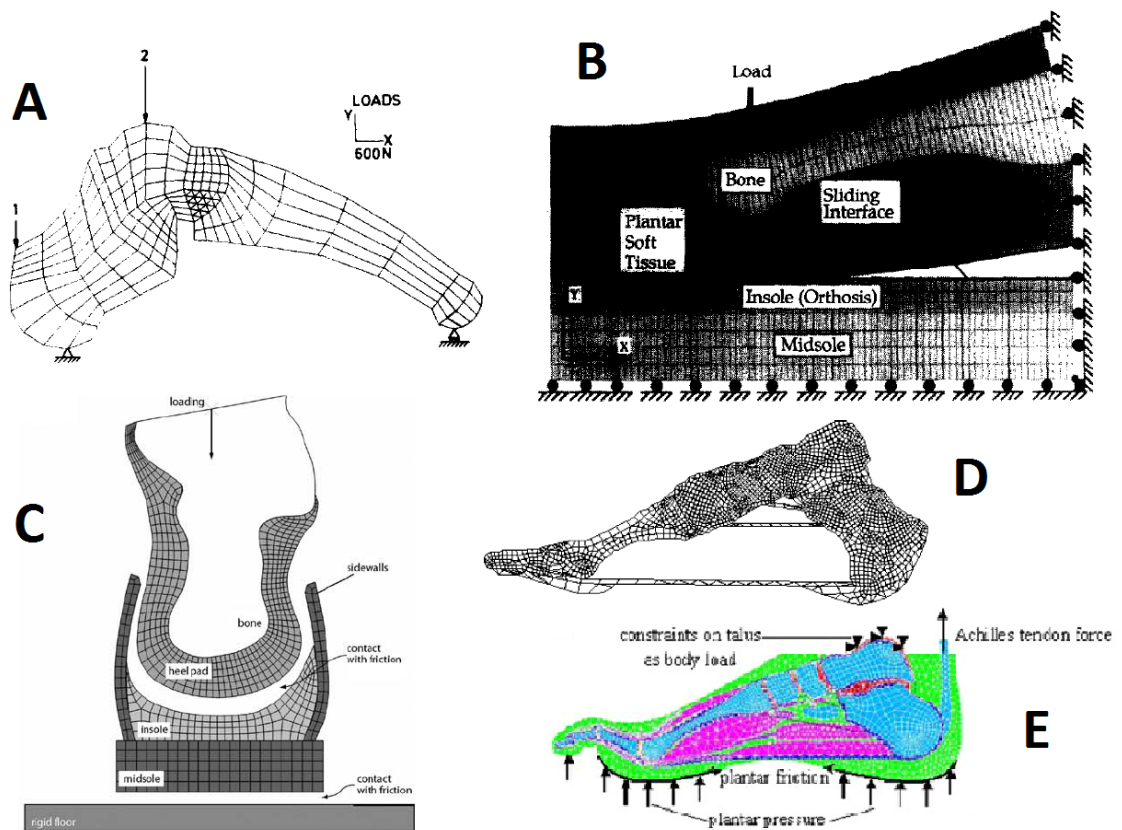 A
1
2
LOADS
Y
X
600N
B
Load
Bone
Sliding
Interface
Plantar
Soft
Tissue
Insole (Orthosis)
Y
X
Midsole
C
loading
sidewalls
bone
contact
with friction
heel pad
insole
midsole
contact
with friction
rigid floor
D
constraints on talus
as body load
Achilles tendon force
E
plantar friction
plantar pressure